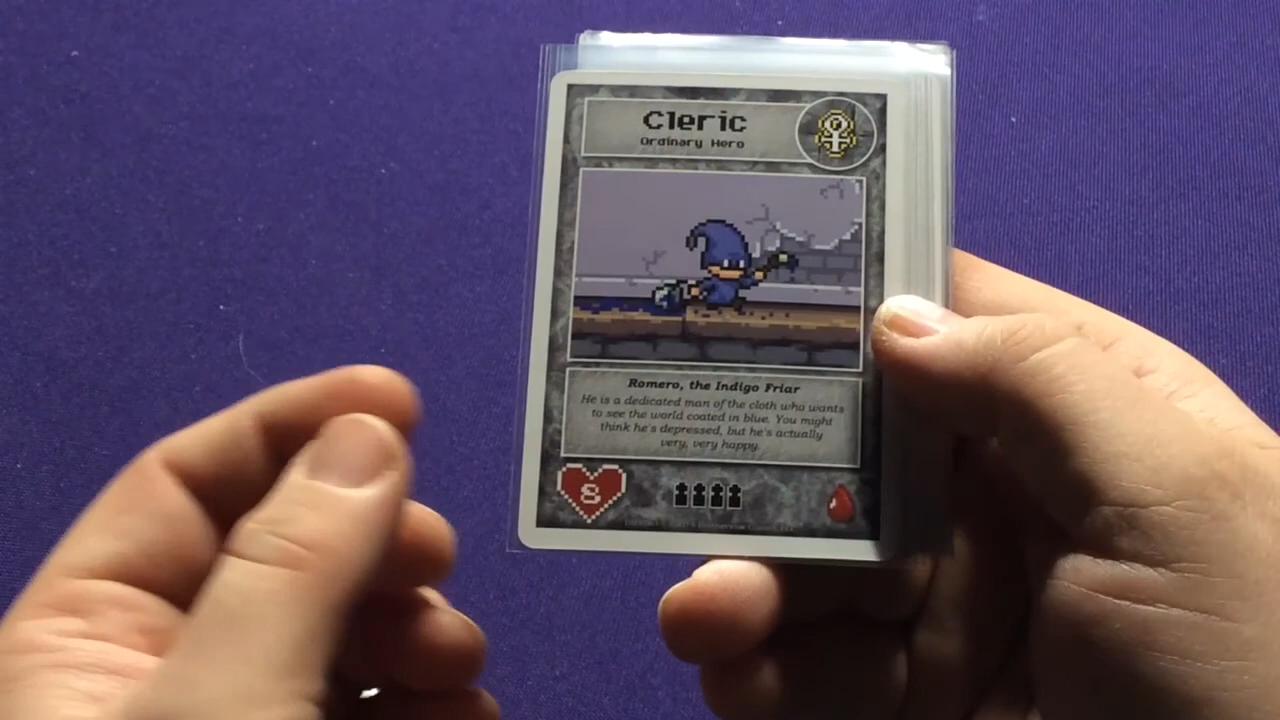 Cleric
Ordinary Hero
Romero, the Indigo Friar
He is a dedicated man of the cloth who wants
to see the world coated in blue. You might
think he's depressed, but he's actually
very, very happy.
8